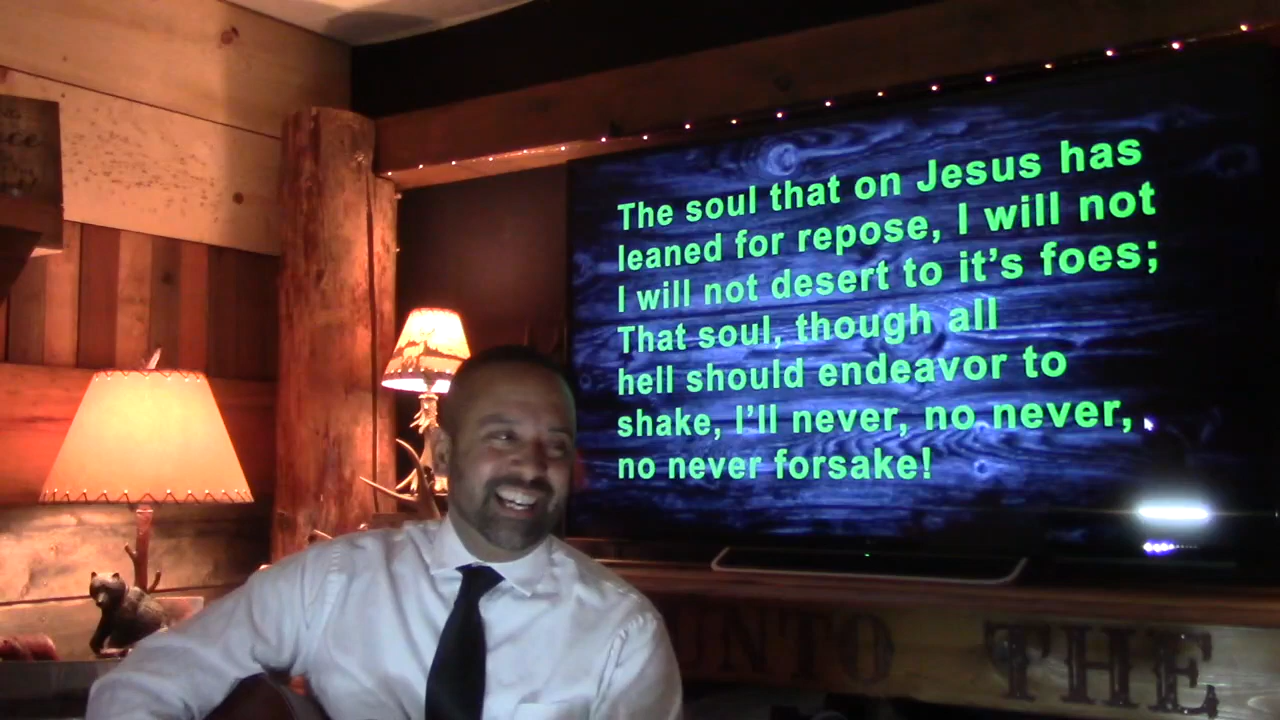 The soul that on Jesus has
leaned for repose, I will not
I will not desert to it's foes;
That soul, though all
hell should endeavor to
shake, I'll never, no never,
no never forsake!
UNTO THE